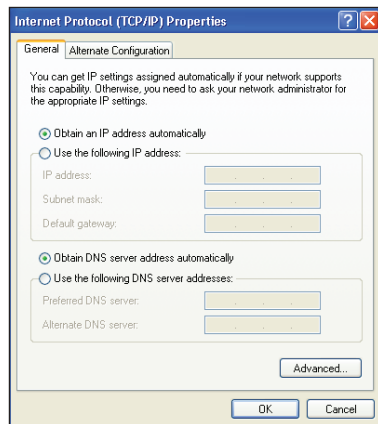 Internet Protocol (TCP/IP) Properties
General
Alternate Configuration
You can get IP settings assigned automatically if your network supports
this capability. Otherwise, you need to ask your network administrator for
the appropriate IP settings.
Obtain an IP address automatically
Use the following IP address:
IP address:
Subnet mask:
Default gateway:
Obtain DNS server address automatically
Use the following DNS server addresses:
Preferred DNS server:
Alternate DNS server:
Advanced...
OK
Cancel